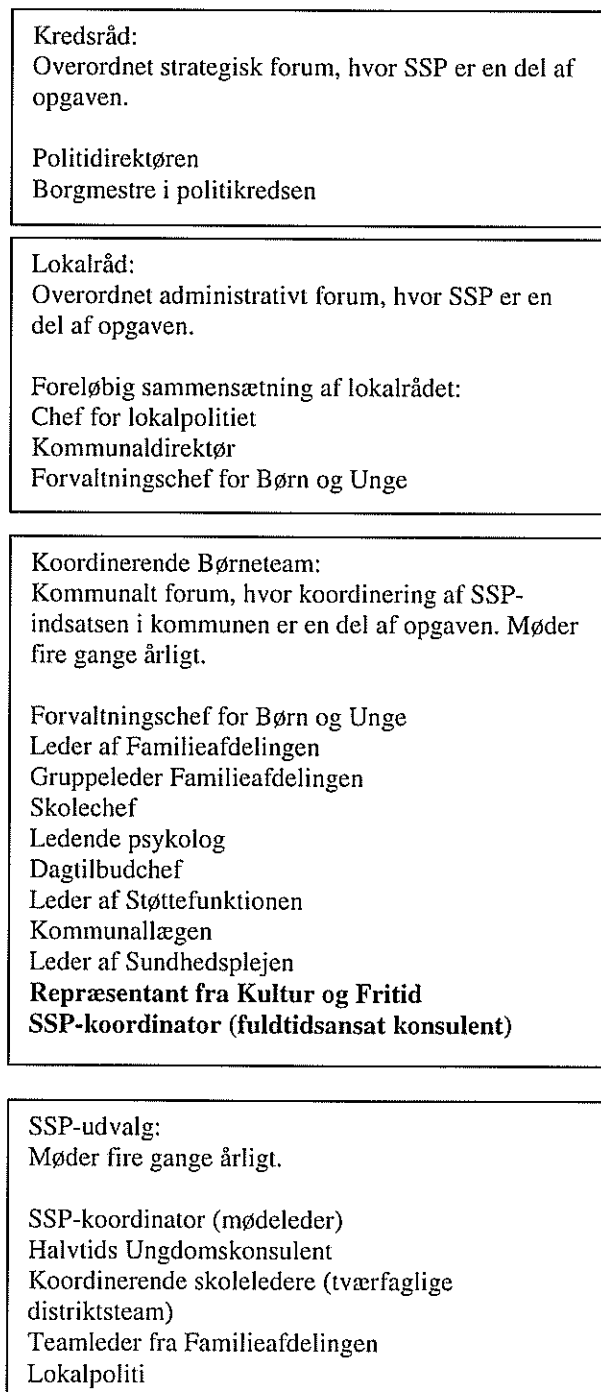 Kredsråd:
Overordnet strategisk forum, hvor SSP er en del af
opgaven.
Politidirektøren
Borgmestre i politikredsen
Lokalråd:
Overordnet administrativt forum, hvor SSP er en
del af opgaven.
Foreløbig sammensætning af lokalrådet:
Chef for lokalpolitiet
Kommunaldirektør
Forvaltningschef for Børn og Unge
Koordinerende Børneteam:
Kommunalt forum, hvor koordinering af SSP-
indsatsen i kommunen er en del af opgaven. Møder
fire gange årligt.
Forvaltningschef for Børn og Unge
Leder af Familieafdelingen
Gruppeleder Familieafdelingen
Skolechef
Ledende psykolog
Dagtilbudchef
Leder af Støttefunktionen
Kommunallægen
Leder af Sundhedsplejen
Repræsentant fra Kultur og Fritid
SSP-koordinator (fuldtidsansat konsulent)
SSP-udvalg:
Møder fire gange årligt.
SSP-koordinator (mødeleder)
Halvtids Ungdomskonsulent
Koordinerende skoleledere (tværfaglige
distriktsteam)
Teamleder fra Familieafdelingen
Lokalpoliti